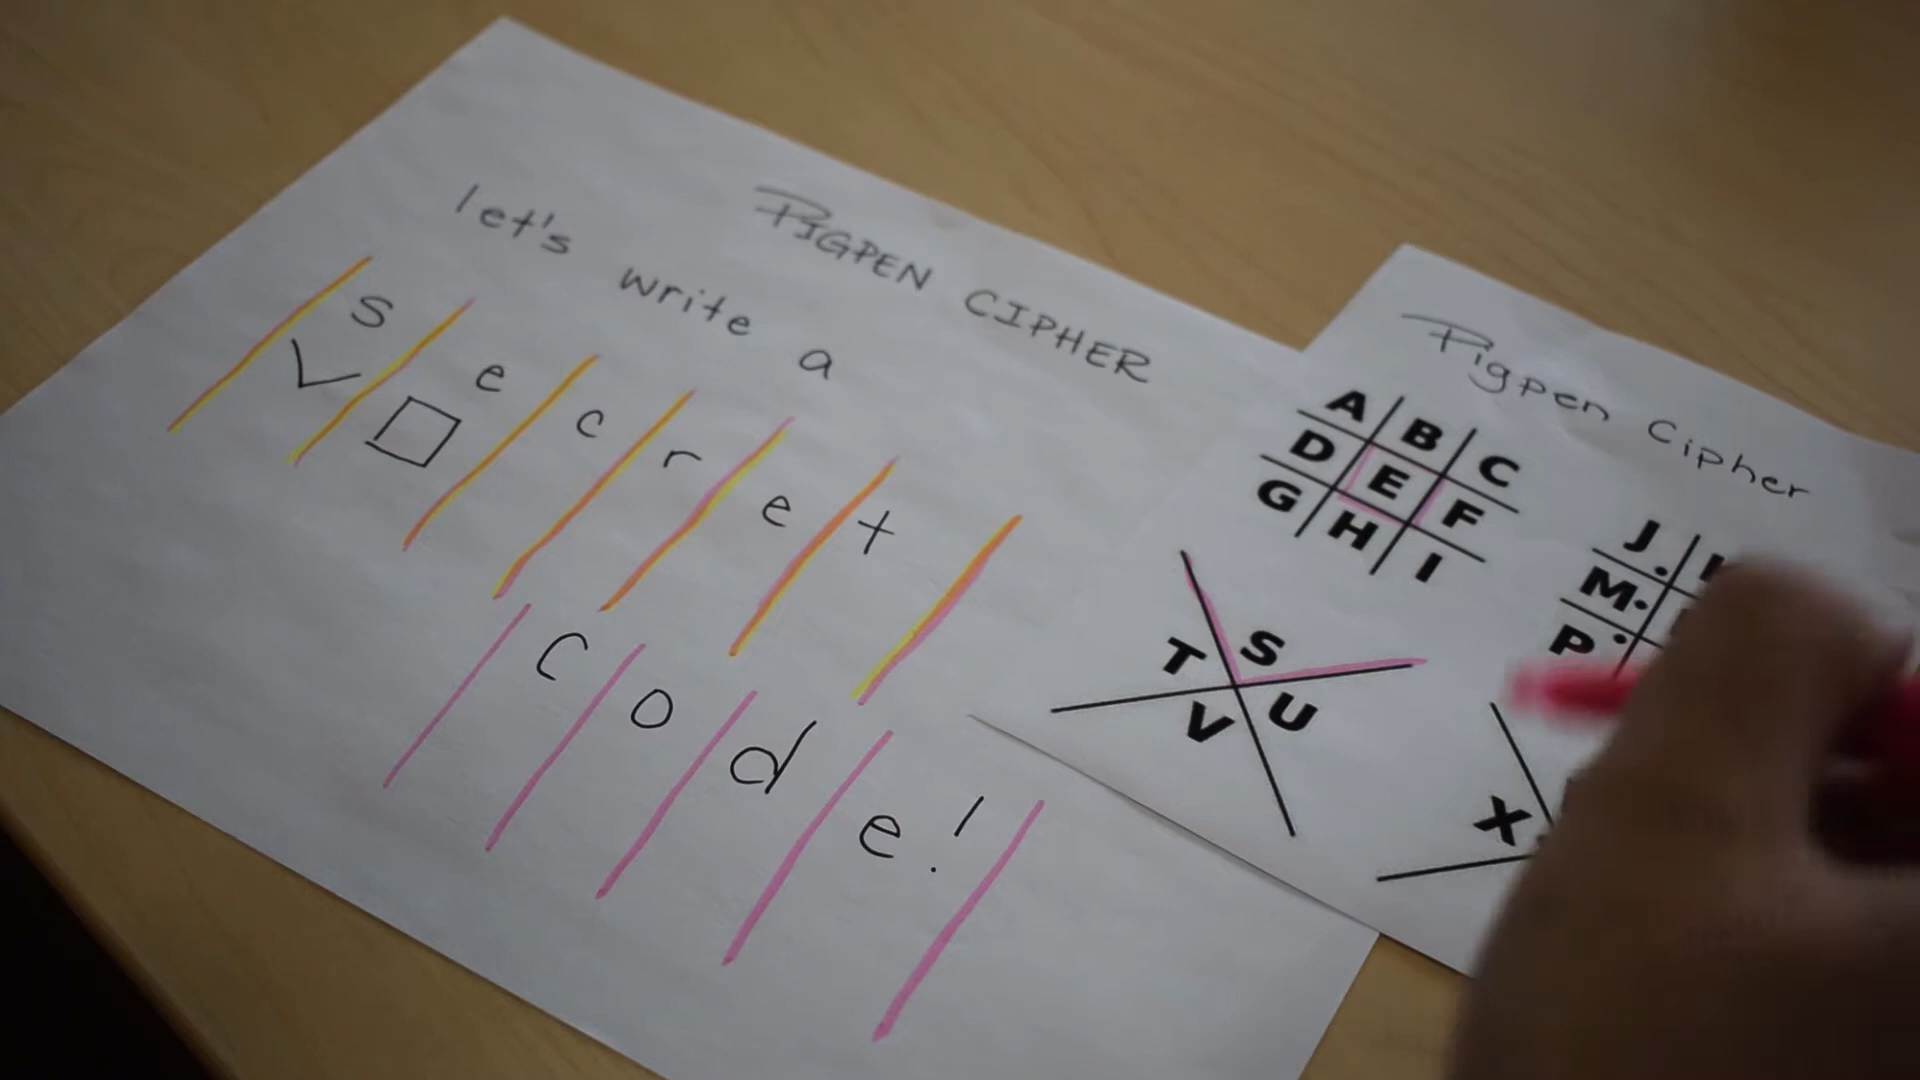 PIGPEN CIPHER
let's write a
s e c r e t
c o d e !
Pigpen Cipher
A B C
D E F
G H I
J
M
P
S
T U
V
X